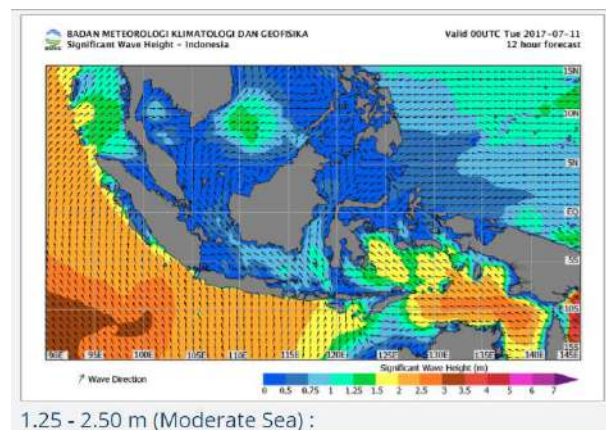 BADAN METEOROLOGI KLIMATOLOGI DAN GEOFISIKA
Significant Wave Height - Indonesia
Valid 00UTC Tue 2017-07-11
12 hour forecast
15N
10N
5N
EQ
5S
10S
15S
90E 95E 100E 105E 110E 115E 120E 125E 130E 135E 140E 145E
Wave Direction
Significant Wave Height (m)
0 0.5 0.75 1 1.25 1.5 2 2.5 3 3.5 4 5 6 7
1.25 - 2.50 m (Moderate Sea) :